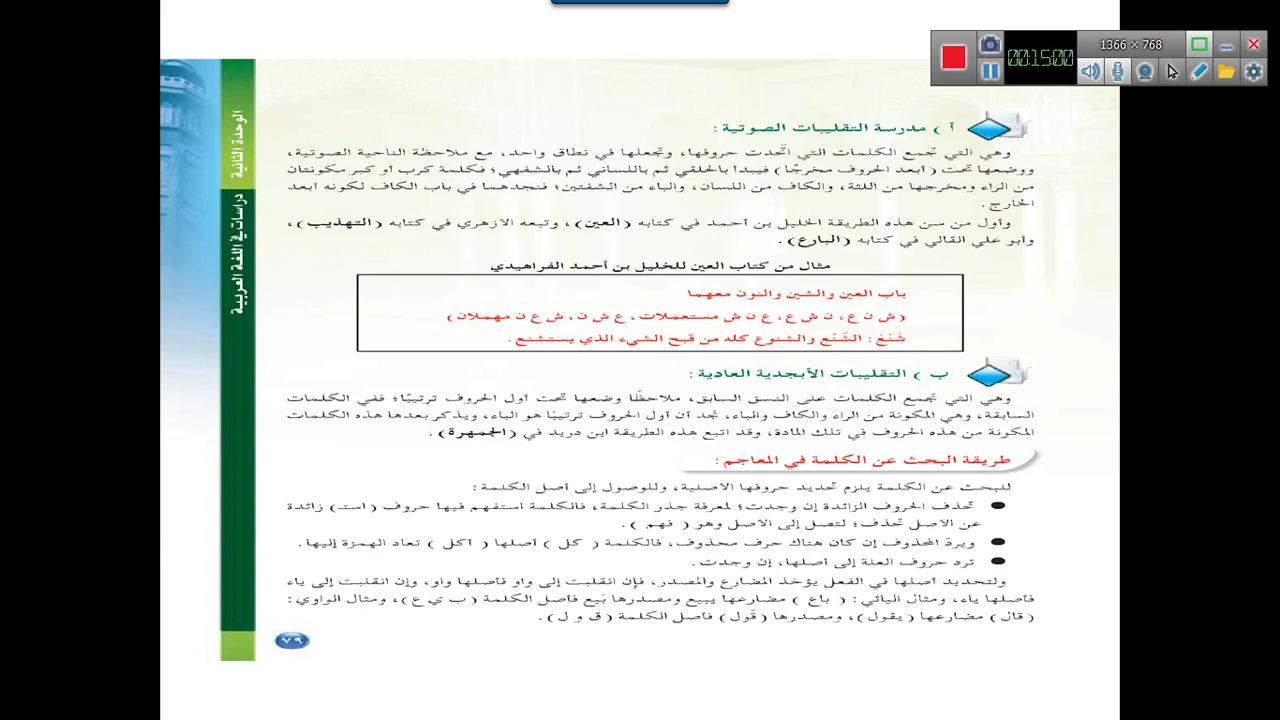 00:15:00
1366 × 768
أ ) مدرسة التقليبات الصوتية :
وهي التي تجمع الكلمات التي اتّحدت حروفها، وتجعلها في نطاق واحد، مع ملاحظة الناحية الصوتية،
ووضعها تحت (أبعد الحروف مخرجًا) فيبدأ بالحلقي ثم باللساني ثم بالشفهي؛ فكلمة كرب أو كبر مكونتان
من الراء ومخرجها من اللثة، والكاف من اللسان، والباء من الشفتين؛ فنجدهما في باب الكاف لكونه أبعد
الخارج .
وأول من سن هذه الطريقة الخليل بن أحمد في كتابه (العين)، وتبعه الأزهري في كتابه (التهذيب)،
وأبو علي القالي في كتابه (البارع) .
مثال من كتاب العين للخليل بن أحمد الفراهيدي
باب العين والشين والنون معهما
(ش ن ع، ن ش ع، ع ن ش مستعملات، ع ش ن، ش ع ن مهملان)
شَنَعَ : الشَّنَع والشنوع كله من قبح الشيء الذي يستشنع .
ب ) التقليبات الأبجدية العادية :
وهي التي تجمع الكلمات على النسق السابق، ملاحظًا وضعها تحت أول الحروف ترتيبًا؛ ففي الكلمات
السابقة، وهي المكونة من الراء والكاف والباء، نجد أن أول الحروف ترتيبًا هو الباء، ويذكر بعدها هذه الكلمات
المكونة من هذه الحروف في تلك المادة، وقد اتبع هذه الطريقة ابن دريد في (الجمهرة) .
طريقة البحث عن الكلمة في المعاجم :
للبحث عن الكلمة يلزم تحديد حروفها الأصلية، وللوصول إلى أصل الكلمة :
● تحذف الحروف الزائدة إن وجدت؛ لمعرفة جذر الكلمة، فالكلمة استفهم فيها حروف (استـ) زائدة
عن الأصل تحذف؛ لتصل إلى الأصل وهو ( فهم ) .
● ويردّ المحذوف إن كان هناك حرف محذوف، فالكلمة ( كل ) أصلها ( أكل ) تعاد الهمزة إليها.
● ترد حروف العلة إلى أصلها، إن وجدت .
ولتحديد أصلها في الفعل يؤخذ المضارع والمصدر، فإن انقلبت إلى واو فأصلها واو، وإن انقلبت إلى ياء
فأصلها ياء، ومثال اليائي : ( باع ) مضارعها يبيع ومصدرها بَيع فأصل الكلمة ( ب ي ع )، ومثال الواوي :
(قال) مضارعها (يقول)، ومصدرها (قَول) فأصل الكلمة (ق و ل) .
الوحدة الثانية
دراسات في اللغة العربية
٧٩